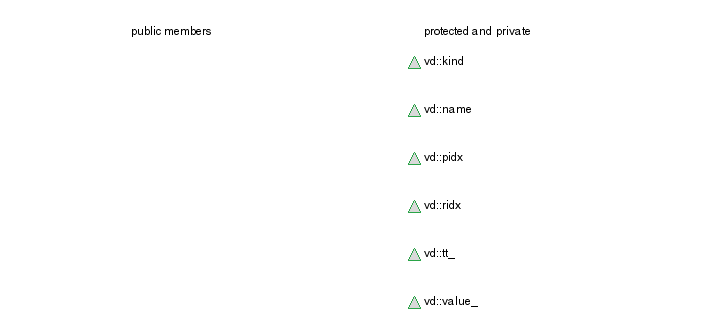 public members
protected and private
vd::kind
vd::name
vd::pidx
vd::ridx
vd::tt_
vd::value_